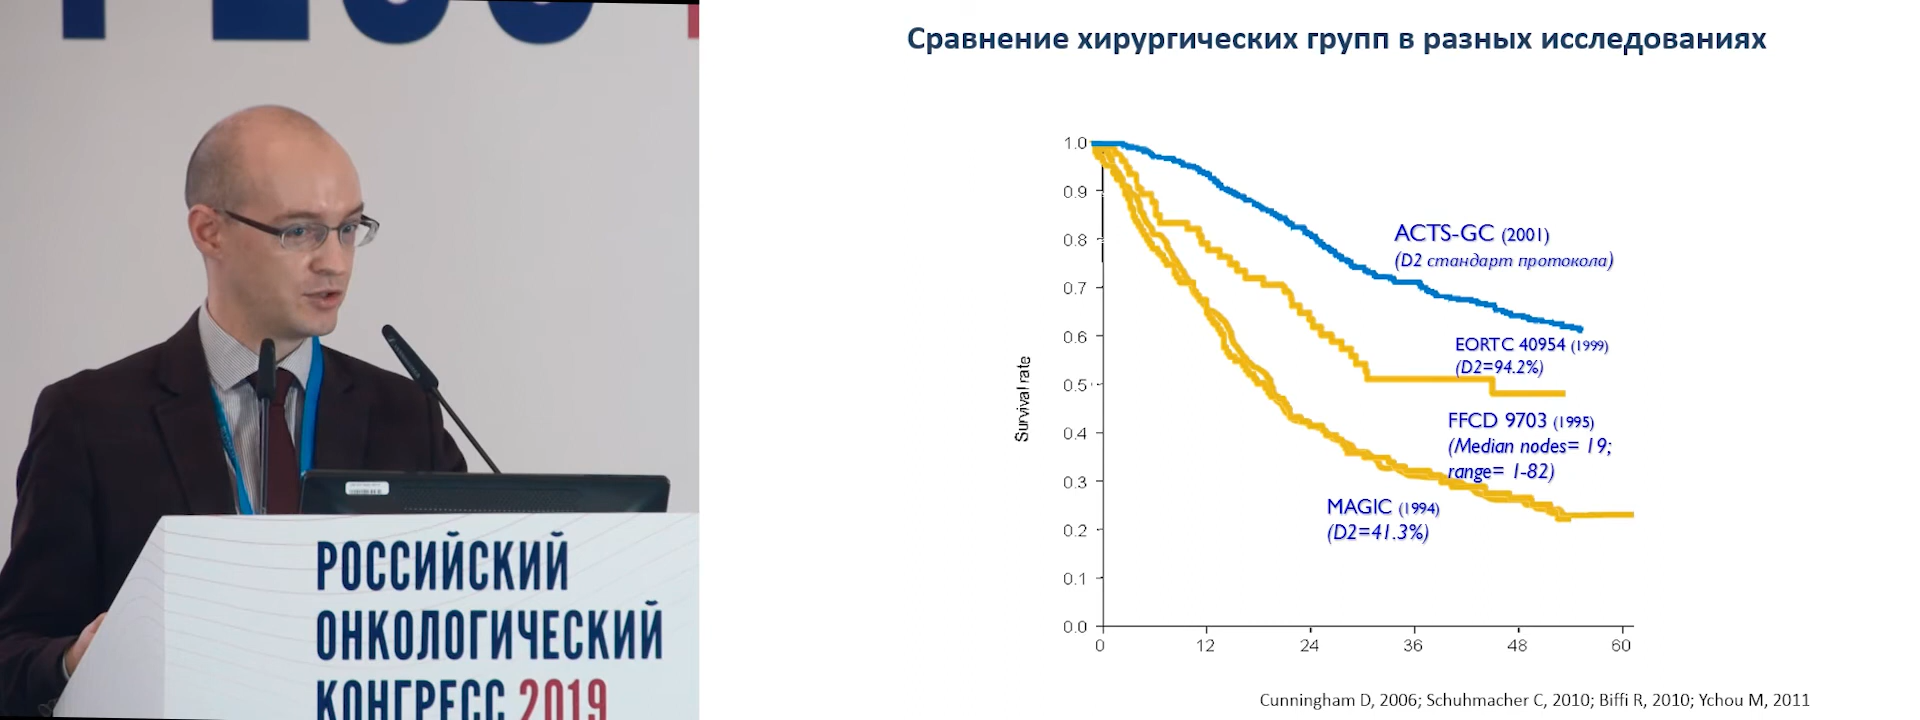 РОССИЙСКИЙ
ОНКОЛОГИЧЕСКИЙ
КОНГРЕСС 2019
Сравнение хирургических групп в разных исследованиях
Survival rate
1.0
0.9
0.8
0.7
0.6
0.5
0.4
0.3
0.2
0.1
0.0
0 12 24 36 48 60
ACTS-GC (2001)
(D2 стандарт протокола)
EORTC 40954 (1999)
(D2=94.2%)
FFCD 9703 (1995)
(Median nodes= 19;
range= 1-82)
MAGIC (1994)
(D2=41.3%)
Cunningham D, 2006; Schuhmacher C, 2010; Biffi R, 2010; Ychou M, 2011